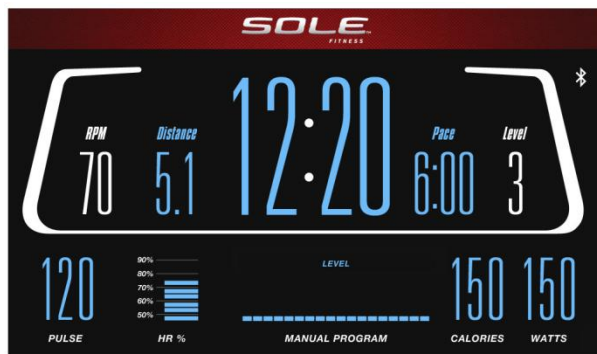 SOLE
FITNESS
RPM Distance 12:20 Pace Level
70 5.1 6:00 3
90%
80%
70%
60%
50%
LEVEL
120 150 150
PULSE HR % MANUAL PROGRAM CALORIES WATTS